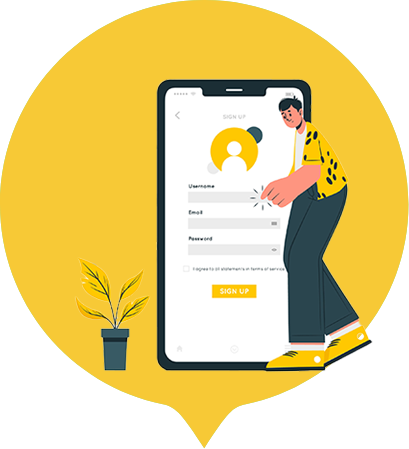 SIGN UP
Username
Email
Password
I agree to all statements in terms of service
SIGN UP